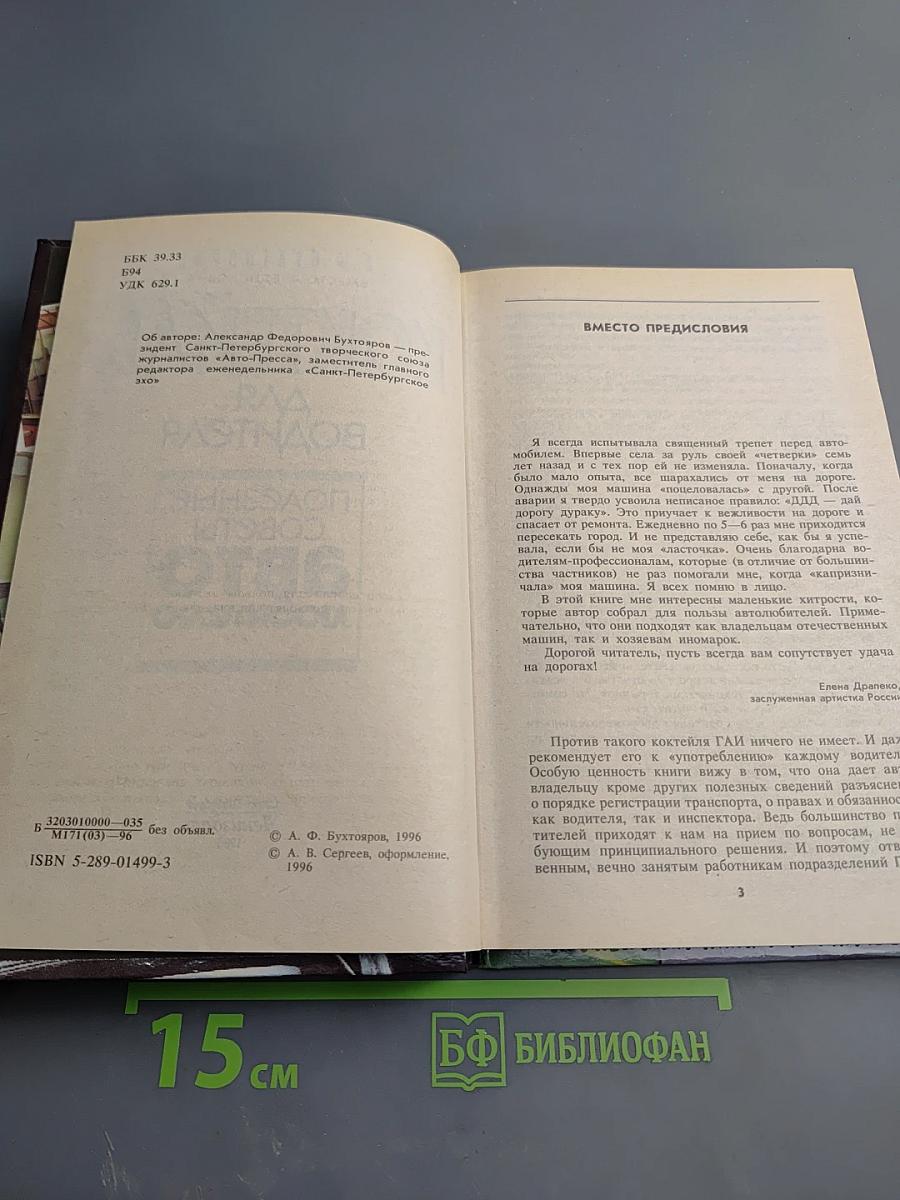 ББК 39.33
Б94
УДК 629.1
Об авторе: Александр Федорович Бухтояров — пре-
зидент Санкт-Петербургского творческого союза
журналистов «Авто-Пресса», заместитель главного
редактора еженедельника «Санкт-Петербургское
эхо»
Б 3203010000—035
М171(03)—96 без объявл.
ISBN 5-289-01499-3
© А. Ф. Бухтояров, 1996
© А. В. Сергеев, оформление,
1996
ВМЕСТО ПРЕДИСЛОВИЯ
Я всегда испытывала священный трепет перед авто-
мобилем. Впервые села за руль своей «четверки» семь
лет назад и с тех пор ей не изменяла. Поначалу, когда
было мало опыта, все шарахались от меня на дороге.
Однажды моя машина «поцеловалась» с другой. После
аварии я твердо усвоила неписаное правило: «ДДД — дай
дорогу дураку». Это приучает к вежливости на дороге и
спасает от ремонта. Ежедневно по 5—6 раз мне приходится
пересекать город. И не представляю себе, как бы я успе-
вала, если бы не моя «ласточка». Очень благодарна во-
дителям-профессионалам, которые (в отличие от большин-
ства частников) не раз помогали мне, когда «каприз­ни-
чала» моя машина. Я всех помню в лицо.
В этой книге мне интересны маленькие хитрости, ко-
торые автор собрал для пользы автолюбителей. Приме-
чательно, что они подходят как владельцам отечественных
машин, так и хозяевам иномарок.
Дорогой читатель, пусть всегда вам сопутствует удача
на дорогах!
Елена Драпеко,
заслуженная артистка России
Против такого коктейля ГАИ ничего не имеет. И даж
рекомендует его к «употреблению» каждому водител
Особую ценность книги вижу в том, что она дает авт
владельцу кроме других полезных сведений разъяснен
о порядке регистрации транспорта, о правах и обязаннос
как водителя, так и инспектора. Ведь большинство п
тителей приходят к нам на прием по вопросам, не
бующим принципиального решения. И поэтому отв
венным, вечно занятым работникам подразделений Г
3
15 см
БФ БИБЛИОФАН